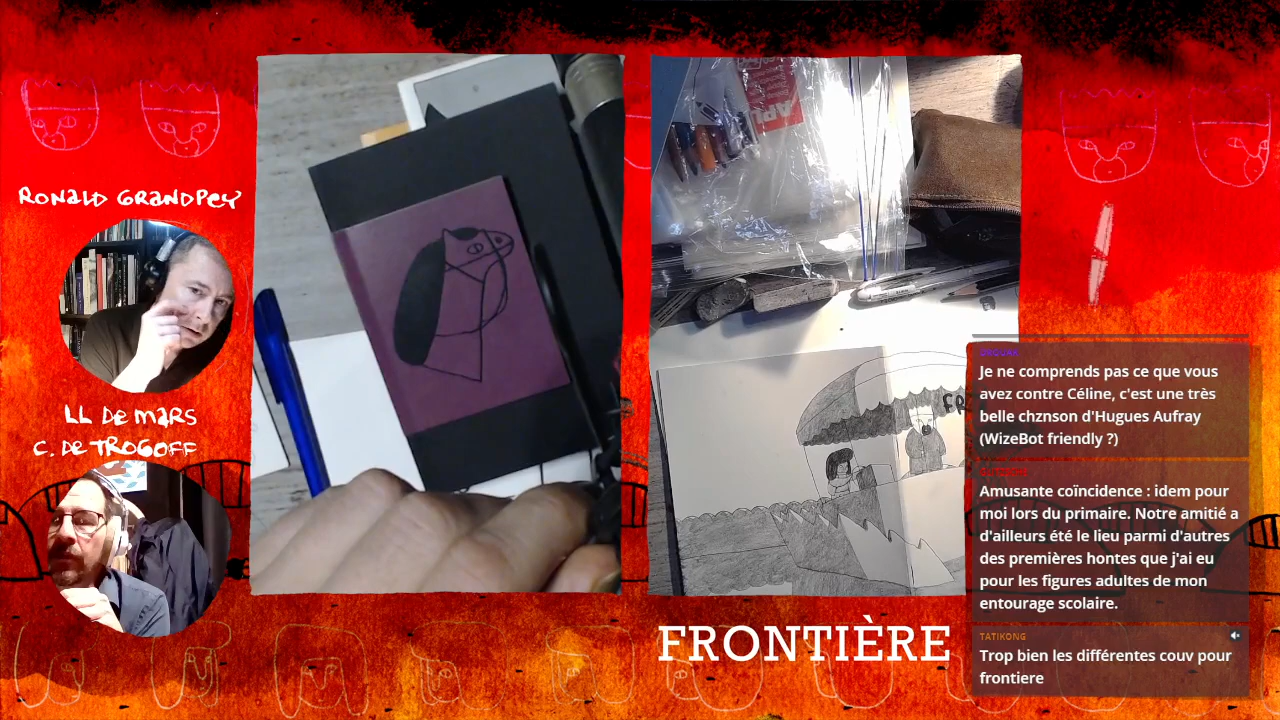 RONALD GRANDPEY
LL De mARS
C. De TROGOFF
APLI
FR
FRONTIÈRE
Je ne comprends pas ce que vous
avez contre Céline, c'est une très
belle chznson d'Hugues Aufray
(WizeBot friendly ?)
Amusante coïncidence : idem pour
moi lors du primaire. Notre amitié a
d'ailleurs été le lieu parmi d'autres
des premières hontes que j'ai eu
pour les figures adultes de mon
entourage scolaire.
TATIKONG
Trop bien les différentes couv pour
frontiere